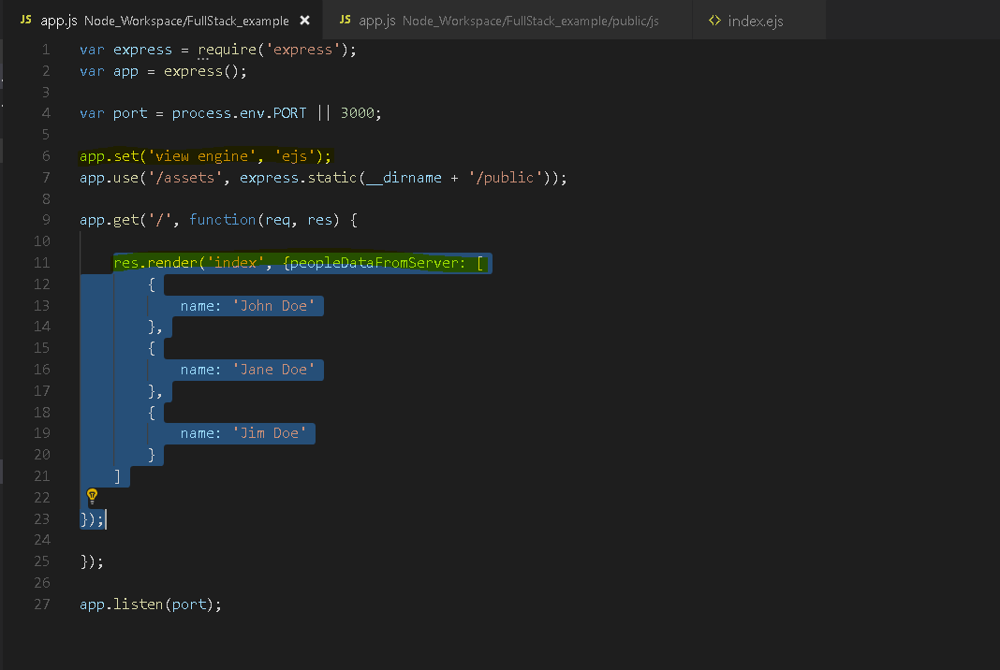 JS app.js Node_Workspace/FullStack_example × JS app.js Node_Workspace/FullStack_example/public/js <> index.ejs
1 var express = require('express');
2 var app = express();
3
4 var port = process.env.PORT || 3000;
5
6 app.set('view engine', 'ejs');
7 app.use('/assets', express.static(__dirname + '/public'));
8
9 app.get('/', function(req, res) {
10
11     res.render('index', {peopleDataFromServer: [
12         {
13             name: 'John Doe'
14         },
15         {
16             name: 'Jane Doe'
17         },
18         {
19             name: 'Jim Doe'
20         }
21     ]
22
23 });
24
25 });
26
27 app.listen(port);